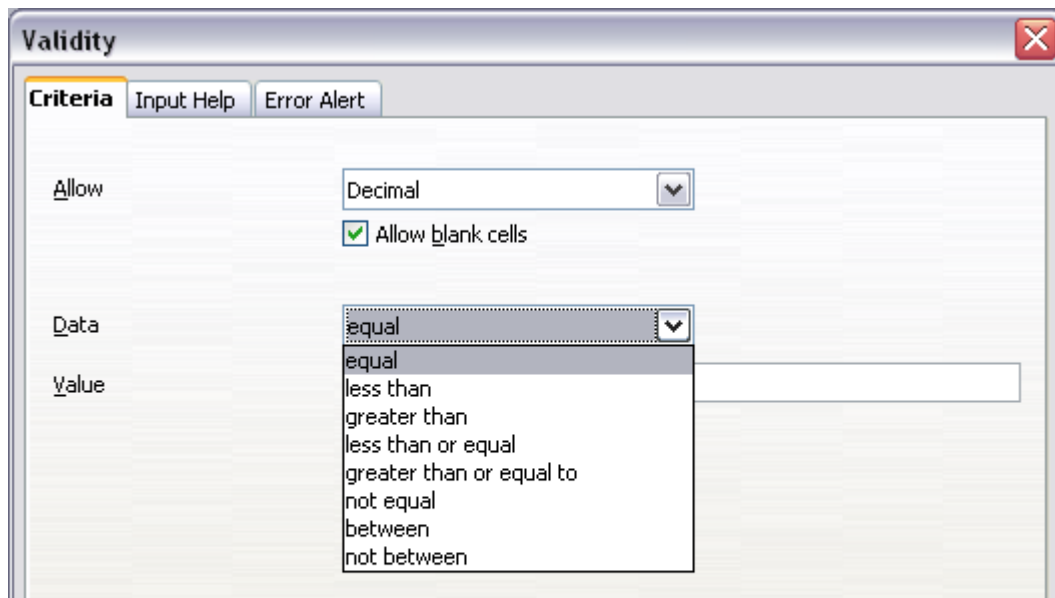 Validity
Criteria Input Help Error Alert
Allow Decimal
Allow blank cells
Data equal
equal
Value
less than
greater than
less than or equal
greater than or equal to
not equal
between
not between